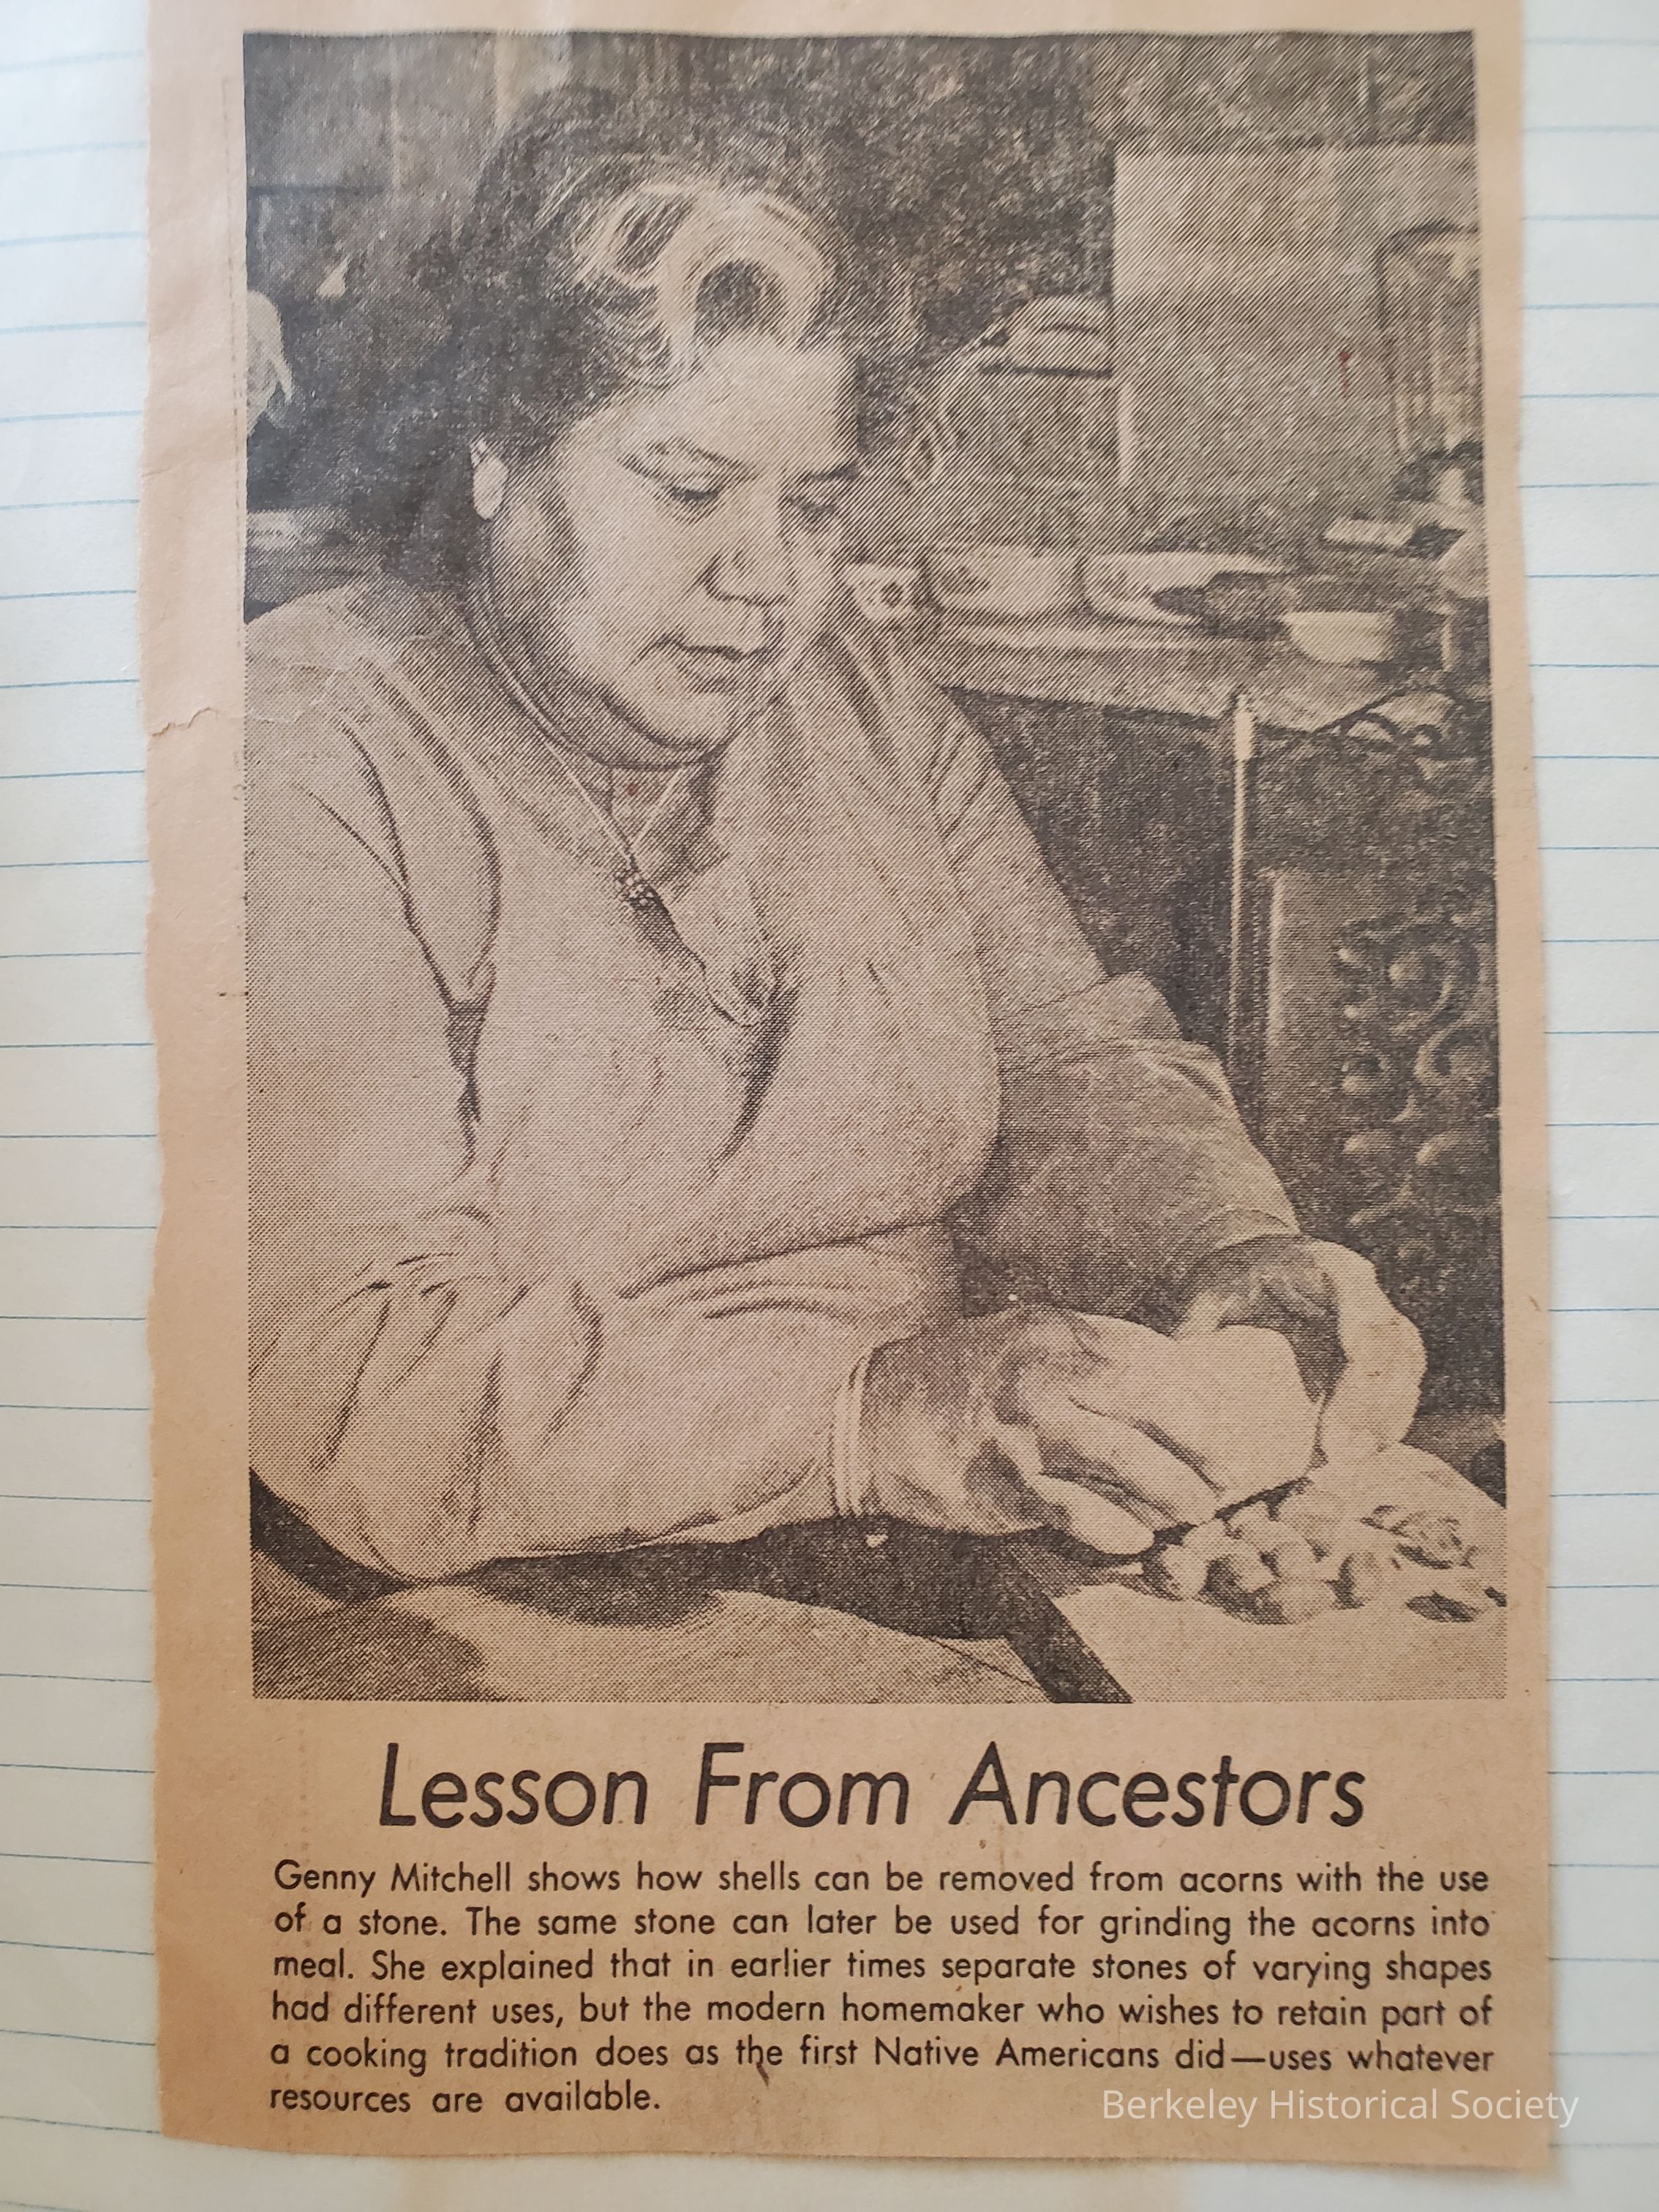 Lesson From Ancestors
Genny Mitchell shows how shells can be removed from acorns with the use
of a stone. The same stone can later be used for grinding the acorns into
meal. She explained that in earlier times separate stones of varying shapes
had different uses, but the modern homemaker who wishes to retain part of
a cooking tradition does as the first Native Americans did—uses whatever
resources are available.
Berkeley Historical Society